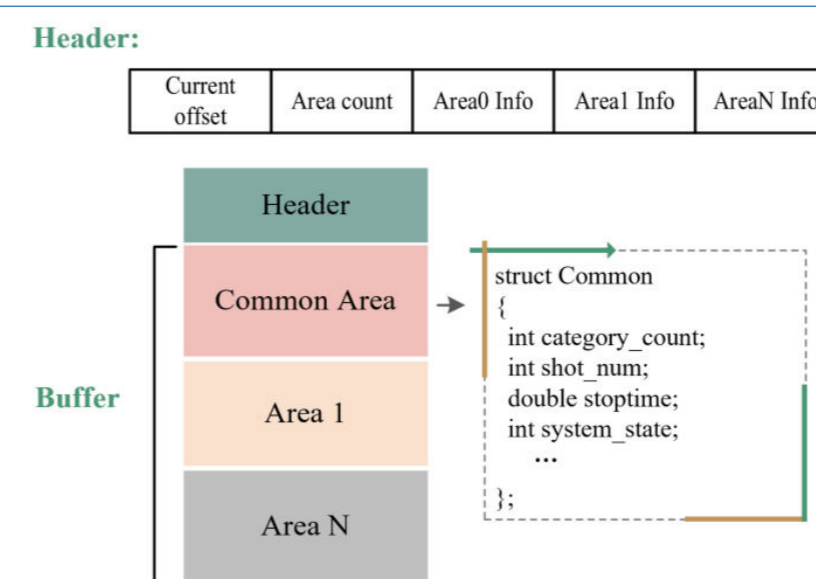 Header:
Current offset
Area count
Area0 Info
Area1 Info
AreaN Info
Header
Common Area
Area 1
Area N
Buffer
struct Common
{
int category_count;
int shot_num;
double stoptime;
int system_state;
...
};